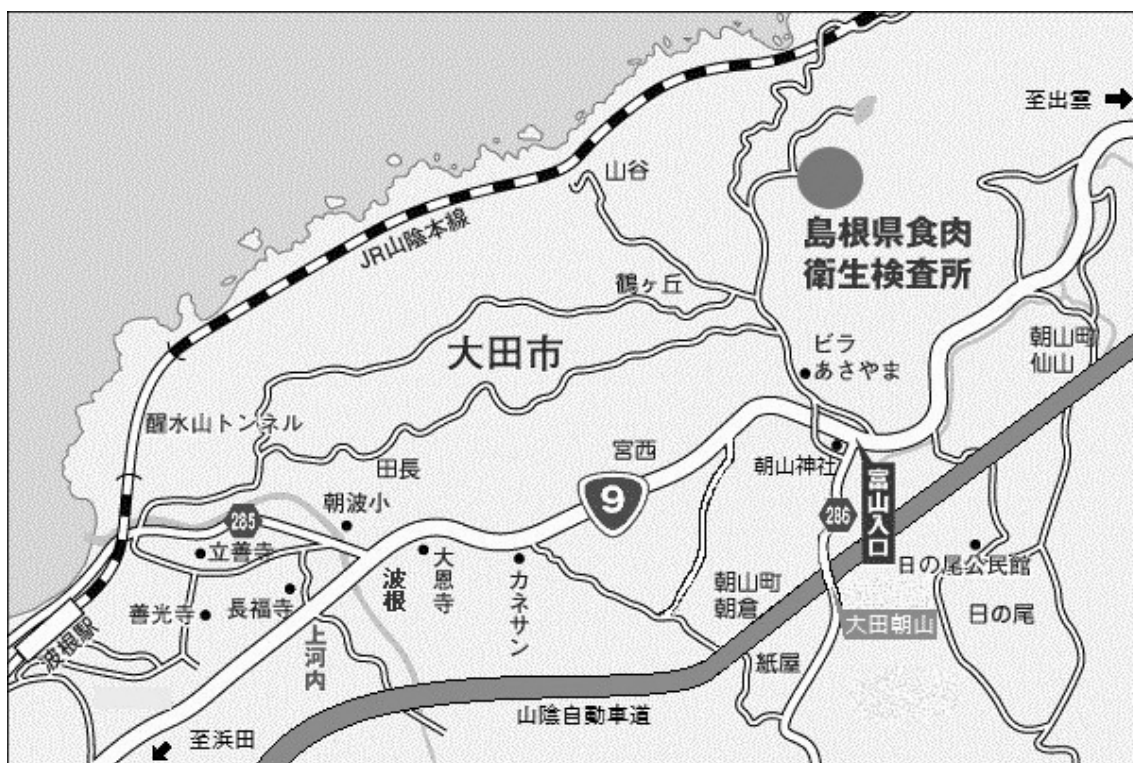 至出雲
山谷
JR山陰本線
島根県食肉
衛生検査所
鶴ヶ丘
大田市
ビラ
あさやま
朝山町
仙山
醒水山トンネル
田長
宮西
朝山神社
9
富山入口
286
285
朝波小
立善寺
大恩寺
波根
カネサン
朝山町
朝倉
日の尾公民館
善光寺
長福寺
上河内
大田朝山
日の尾
波根駅
紙屋
山陰自動車道
至浜田